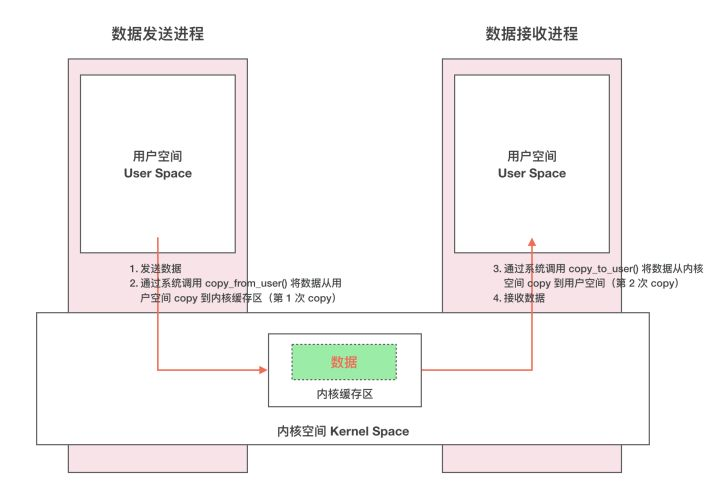 数据发送进程
数据接收进程
用户空间
User Space
用户空间
User Space
1. 发送数据
2. 通过系统调用 copy_from_user() 将数据从用
户空间 copy 到内核缓存区（第 1 次 copy）
3. 通过系统调用 copy_to_user() 将数据从内核
空间 copy 到用户空间（第 2 次 copy）
4. 接收数据
数据
内核缓存区
内核空间 Kernel Space